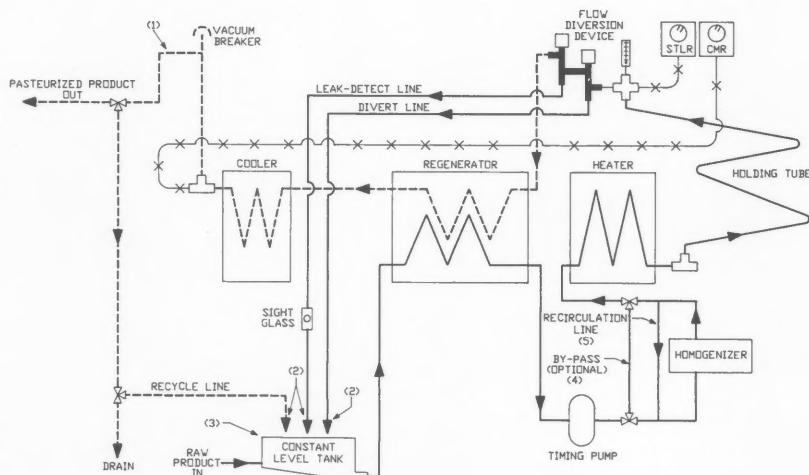 (1)
VACUUM
BREAKER
FLOW
DIVERSION
DEVICE
STLR
CMR
PASTEURIZED PRODUCT
OUT
LEAK-DETECT LINE
DIVERT LINE
COOLER
REGENERATOR
HEATER
HOLDING TUBE
SIGHT
GLASS
RECIRCULATION
LINE
(5)
HOMOGENIZER
BY-PASS
(OPTIONAL)
(4)
RECYCLE LINE
(2)
(2)
(3)
CONSTANT
LEVEL TANK
TIMING PUMP
DRAIN
RAW
PRODUCT
IN